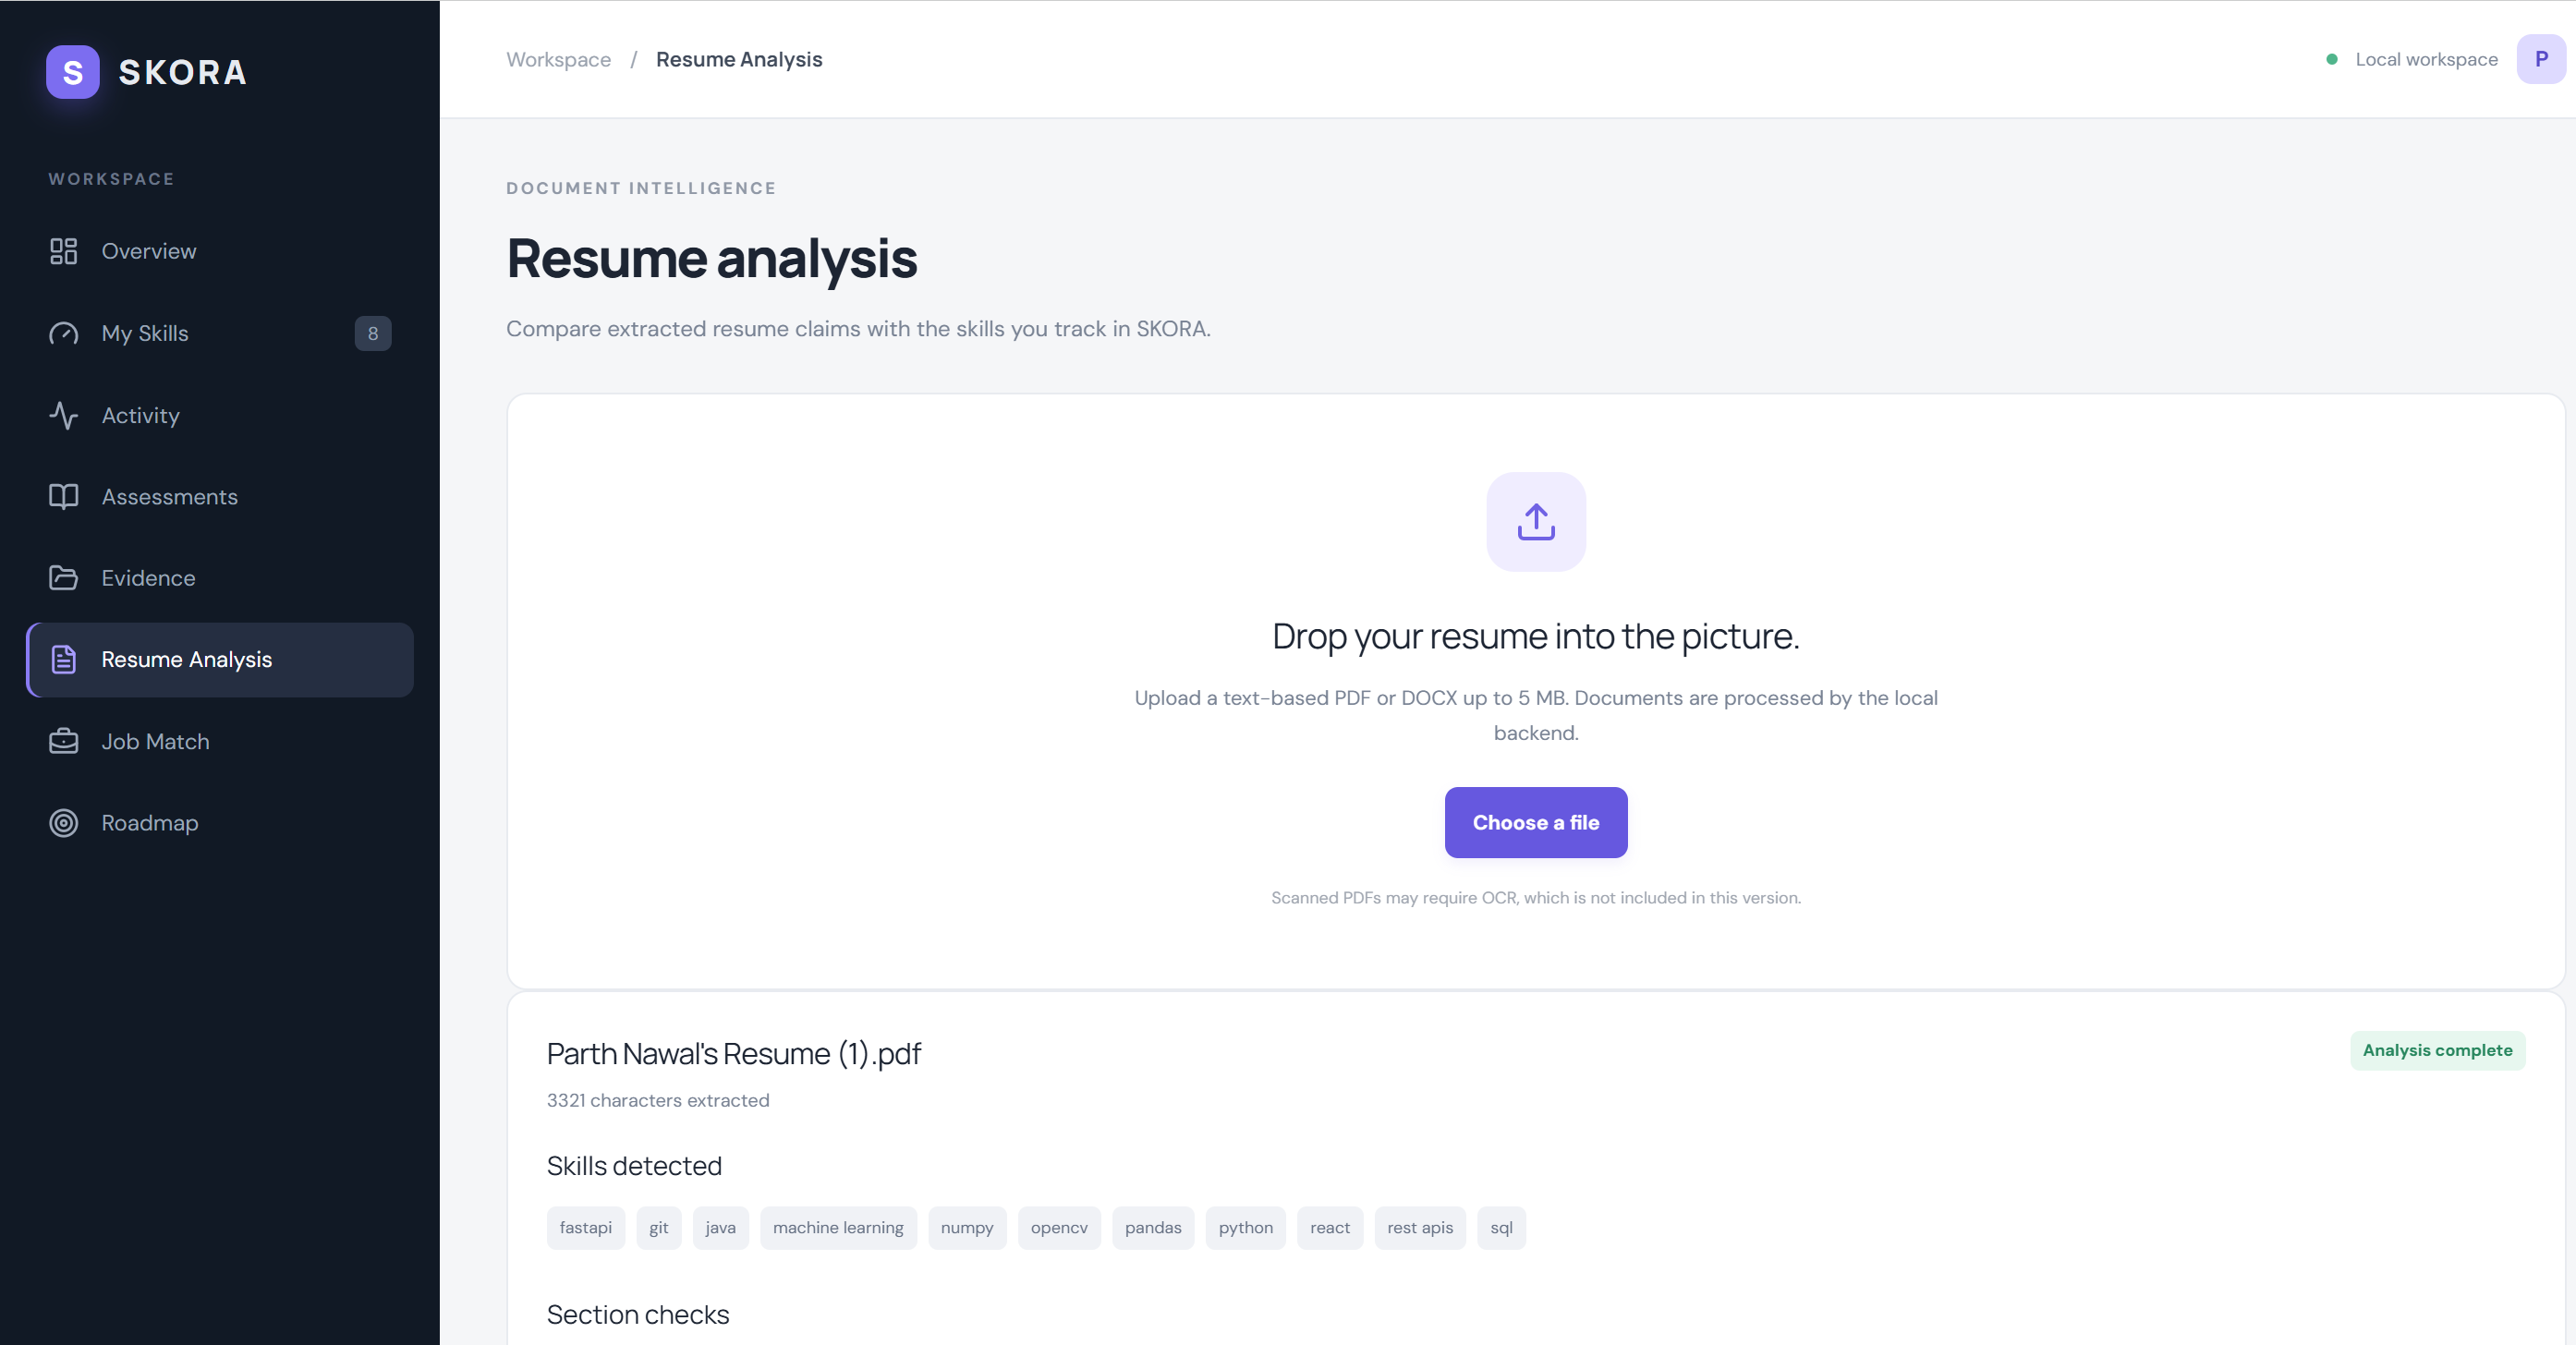 S SKORA
Workspace / Resume Analysis
Local workspace P
WORKSPACE
Overview
My Skills 8
Activity
Assessments
Evidence
Resume Analysis
Job Match
Roadmap
DOCUMENT INTELLIGENCE
Resume analysis
Compare extracted resume claims with the skills you track in SKORA.
Drop your resume into the picture.
Upload a text-based PDF or DOCX up to 5 MB. Documents are processed by the local
backend.
Choose a file
Scanned PDFs may require OCR, which is not included in this version.
Parth Nawal's Resume (1).pdf
Analysis complete
3321 characters extracted
Skills detected
fastapi git java machine learning numpy opencv pandas python react rest apis sql
Section checks